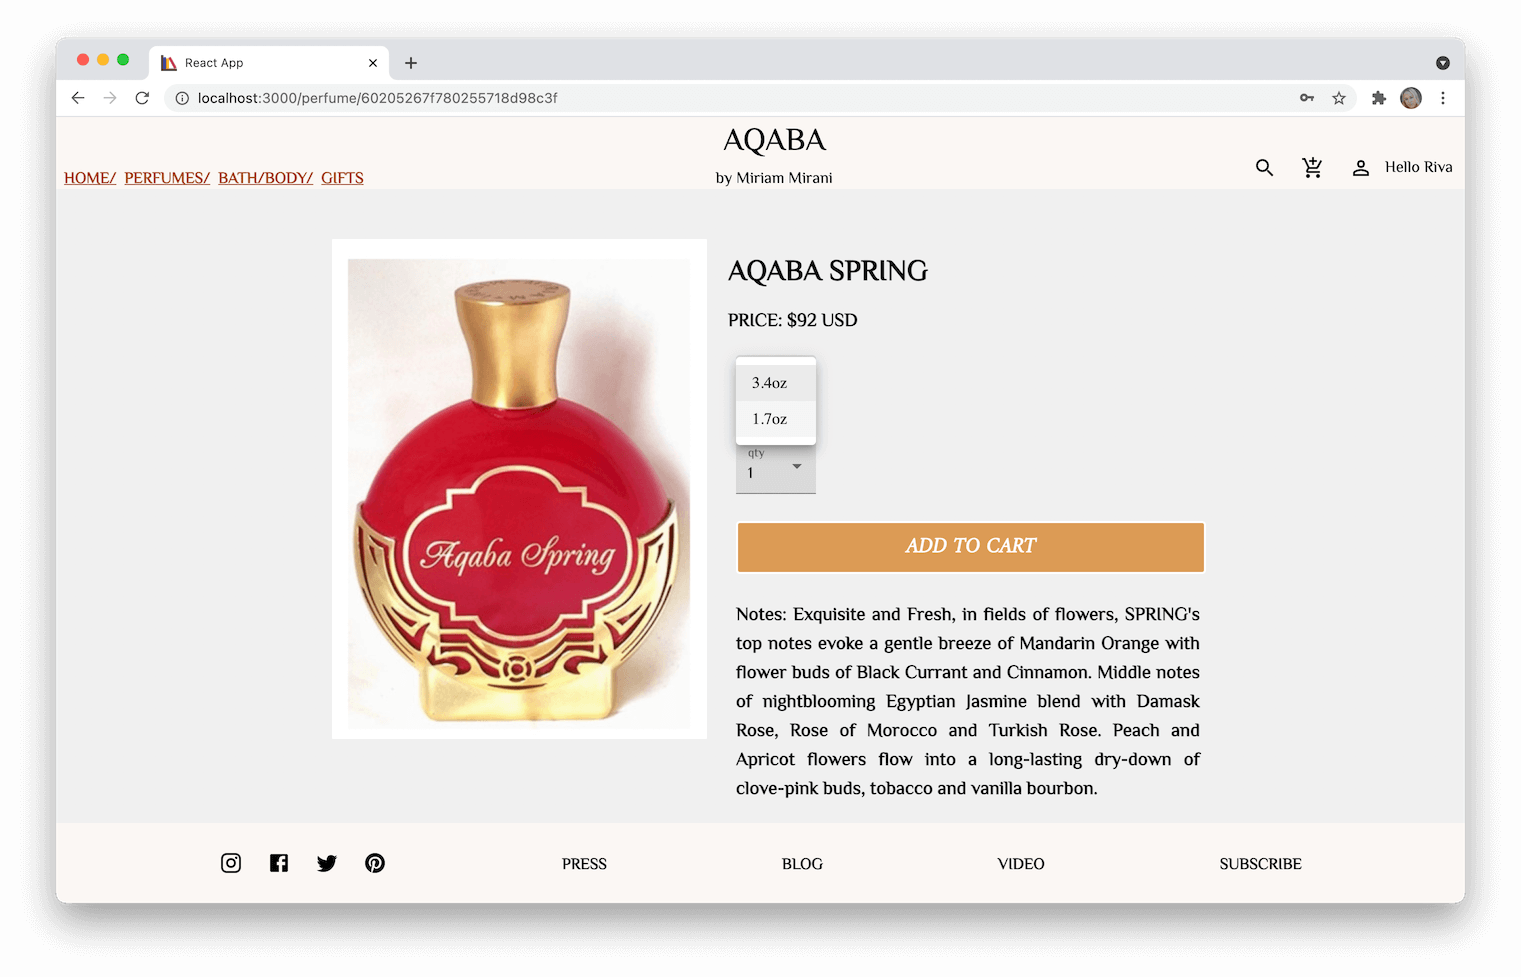 React App
localhost:3000/perfume/60205267f780255718d98c3f
AQABA
HOME/ PERFUMES/ BATH/BODY/ GIFTS
by Miriam Mirani
Hello Riva
AQABA SPRING
PRICE: $92 USD
3.4oz
1.7oz
qty
1
ADD TO CART
Aqaba Spring
Notes: Exquisite and Fresh, in fields of flowers, SPRING's
top notes evoke a gentle breeze of Mandarin Orange with
flower buds of Black Currant and Cinnamon. Middle notes
of nightblooming Egyptian Jasmine blend with Damask
Rose, Rose of Morocco and Turkish Rose. Peach and
Apricot flowers flow into a long-lasting dry-down of
clove-pink buds, tobacco and vanilla bourbon.
PRESS
BLOG
VIDEO
SUBSCRIBE